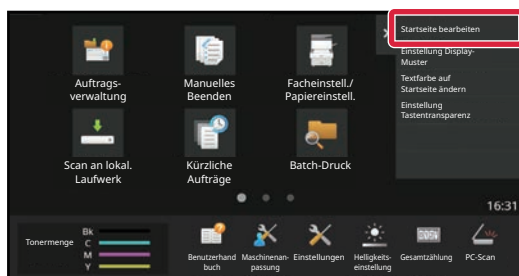 Startseite bearbeiten
Einstellung Display-
Muster
Textfarbe auf
Startseite ändern
Einstellung
Tastentransparenz
Auftrags-
verwaltung
Manuelles
Beenden
Facheinstell./
Papiereinstell.
Scan an lokal.
Laufwerk
Kürzliche
Aufträge
Batch-Druck
16:31
Tonermenge
Bk
C
M
Y
Benutzerhand
buch
Maschinenan-
passung
Einstellungen
Helligkeits-
einstellung
Gesamtzählung
PC-Scan